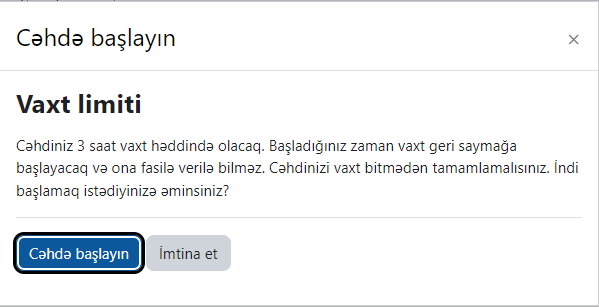 Cəhdə başlayın
Vaxt limiti
Cəhdiniz 3 saat vaxt həddində olacaq. Başladığınız zaman vaxt geri saymağa
başlayacaq və ona fasilə verilə bilməz. Cəhdinizi vaxt bitmədən tamamlamalısınız. İndi
başlamaq istədiyinizə əminsiniz?
Cəhdə başlayın
İmtina et